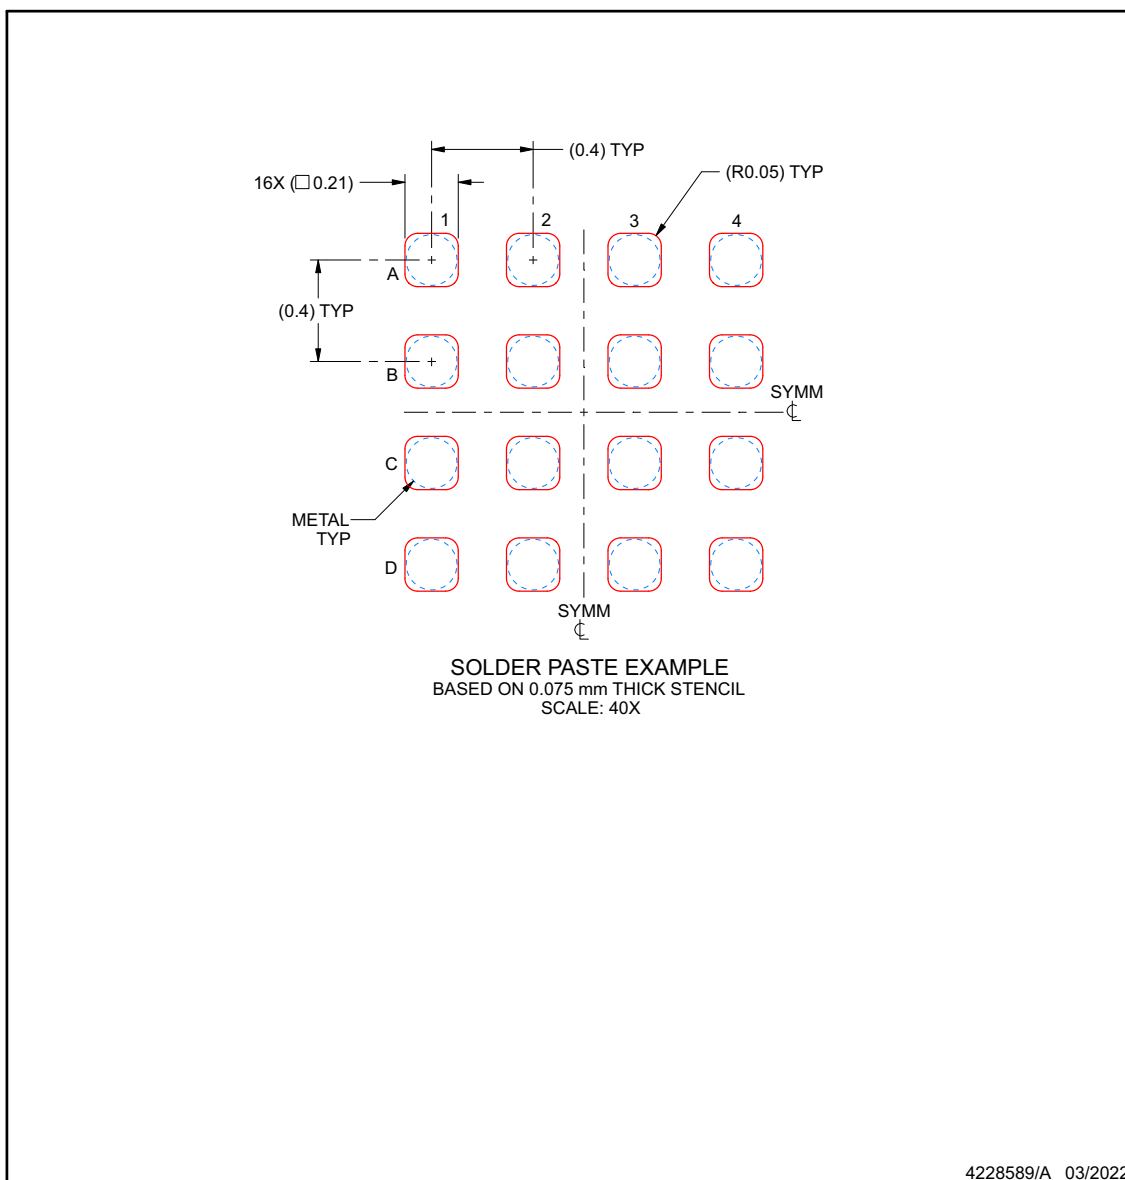 (0.4) TYP
16X (□ 0.21)
(R0.05) TYP
1
2
3
4
A
(0.4) TYP
B
SYMM
℄
C
METAL
TYP
D
SYMM
℄
SOLDER PASTE EXAMPLE
BASED ON 0.075 mm THICK STENCIL
SCALE: 40X
4228589/A 03/2022